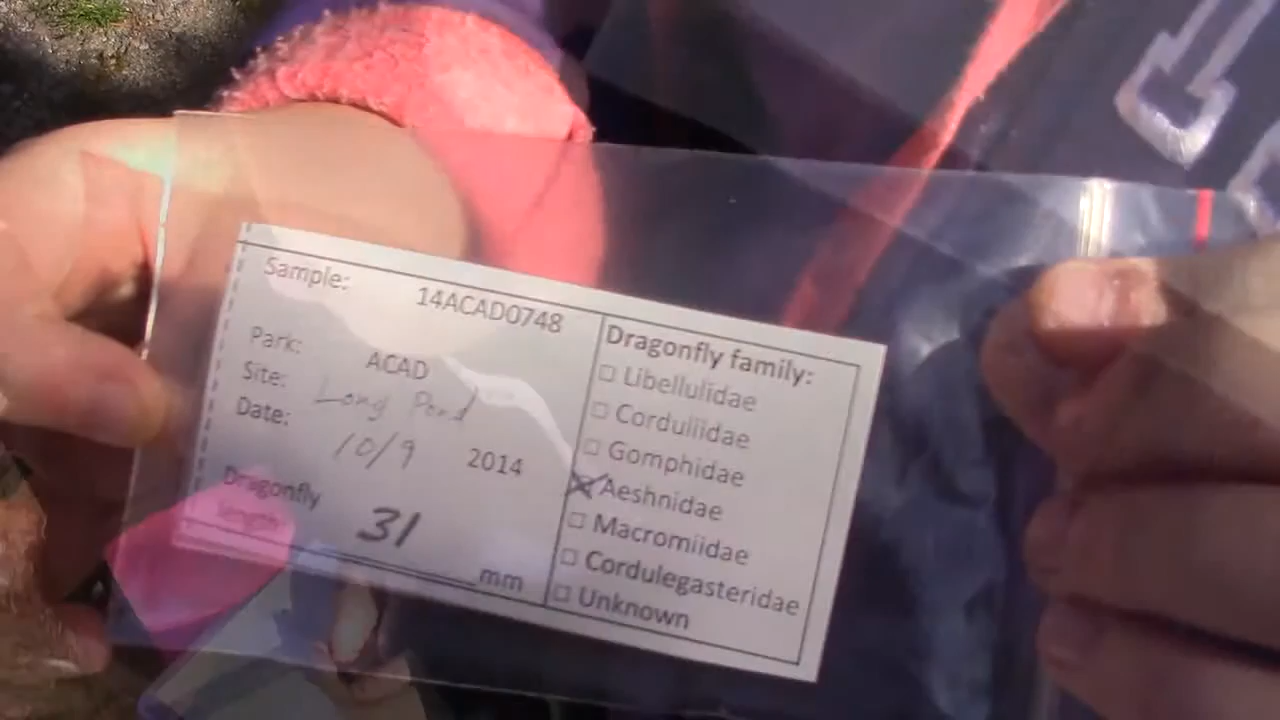 Sample: 14ACAD0748
Park: ACAD
Site: Long Pond
Date: 10/9 2014
Dragonfly
length: 31 mm
Dragonfly family:
☐ Libellulidae
☐ Corduliidae
☐ Gomphidae
☒ Aeshnidae
☐ Macromiidae
☐ Cordulegasteridae
☐ Unknown